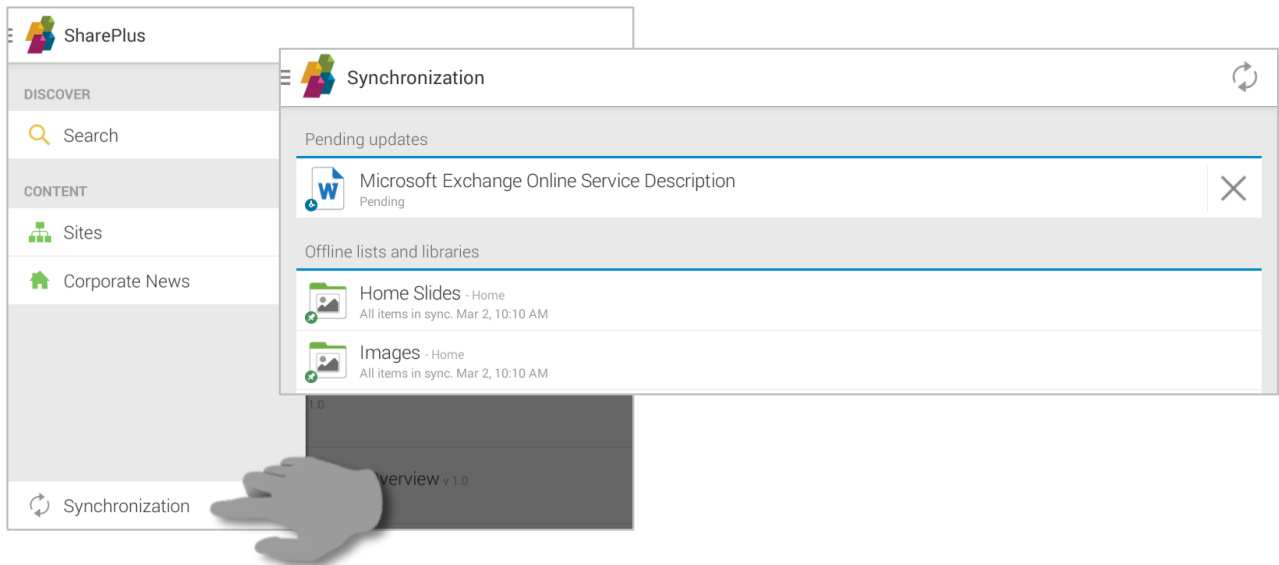 SharePlus
DISCOVER
Search
CONTENT
Sites
Corporate News
Synchronization
Synchronization
Pending updates
Microsoft Exchange Online Service Description
Pending
Offline lists and libraries
Home Slides - Home
All items in sync. Mar 2, 10:10 AM
Images - Home
All items in sync. Mar 2, 10:10 AM
1.0
v 1.0